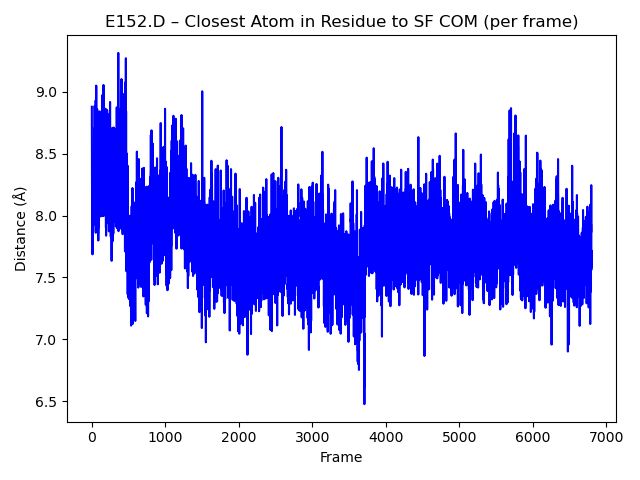 E152.D – Closest Atom in Residue to SF COM (per frame)
Distance (Å)
9.0
8.5
8.0
7.5
7.0
6.5
0 1000 2000 3000 4000 5000 6000 7000
Frame